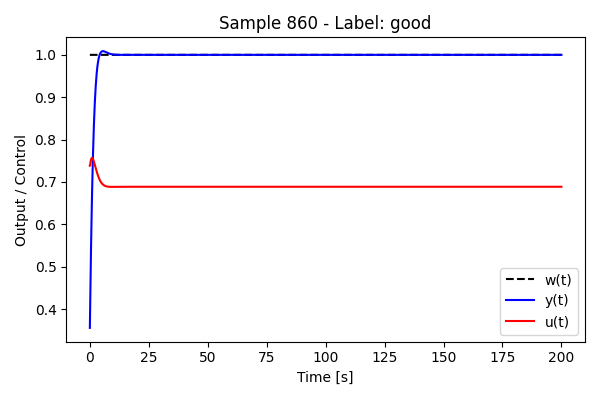 Sample 860 - Label: good
Output / Control
1.0
0.9
0.8
0.7
0.6
0.5
0.4
w(t)
y(t)
u(t)
0 25 50 75 100 125 150 175 200
Time [s]